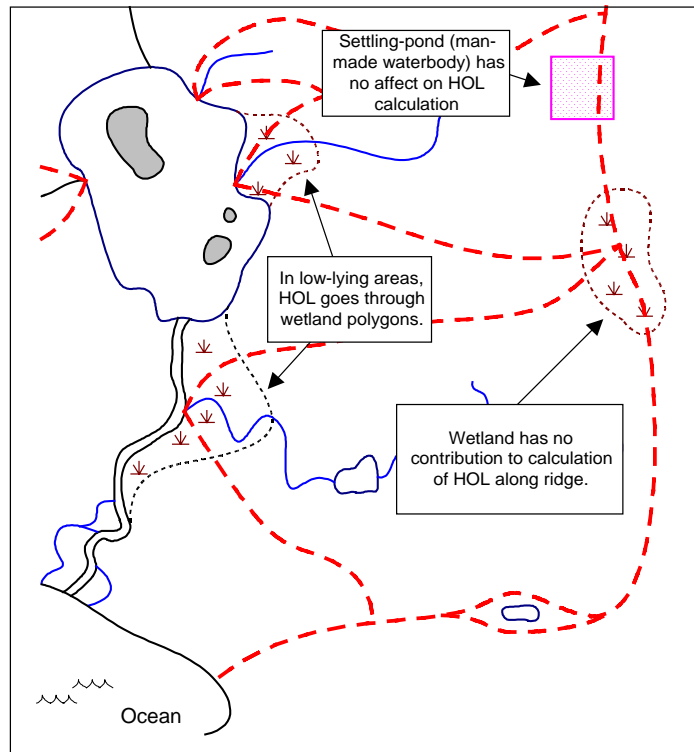 Settling-pond (man-
made waterbody) has
no affect on HOL
calculation
In low-lying areas,
HOL goes through
wetland polygons.
Wetland has no
contribution to calculation
of HOL along ridge.
Ocean